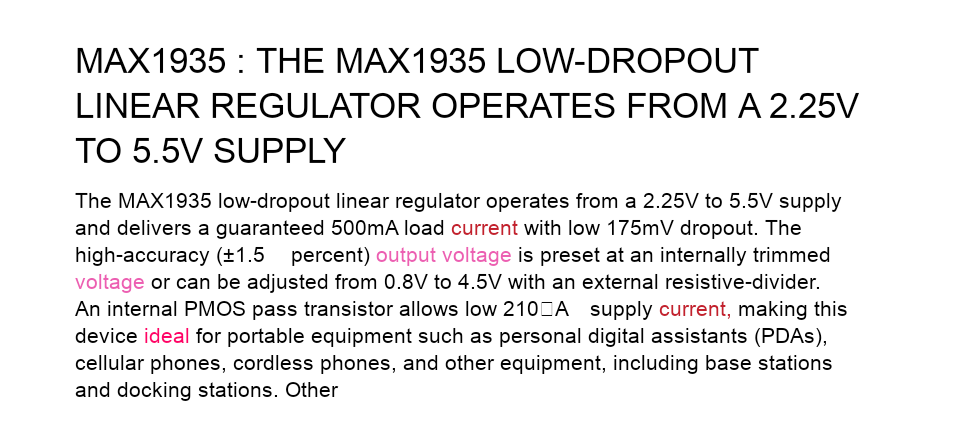 MAX1935 : THE MAX1935 LOW-DROPOUT
LINEAR REGULATOR OPERATES FROM A 2.25V
TO 5.5V SUPPLY
The MAX1935 low-dropout linear regulator operates from a 2.25V to 5.5V supply
and delivers a guaranteed 500mA load current with low 175mV dropout. The
high-accuracy (±1.5 percent) output voltage is preset at an internally trimmed
voltage or can be adjusted from 0.8V to 4.5V with an external resistive-divider.
An internal PMOS pass transistor allows low 210□A supply current, making this
device ideal for portable equipment such as personal digital assistants (PDAs),
cellular phones, cordless phones, and other equipment, including base stations
and docking stations. Other